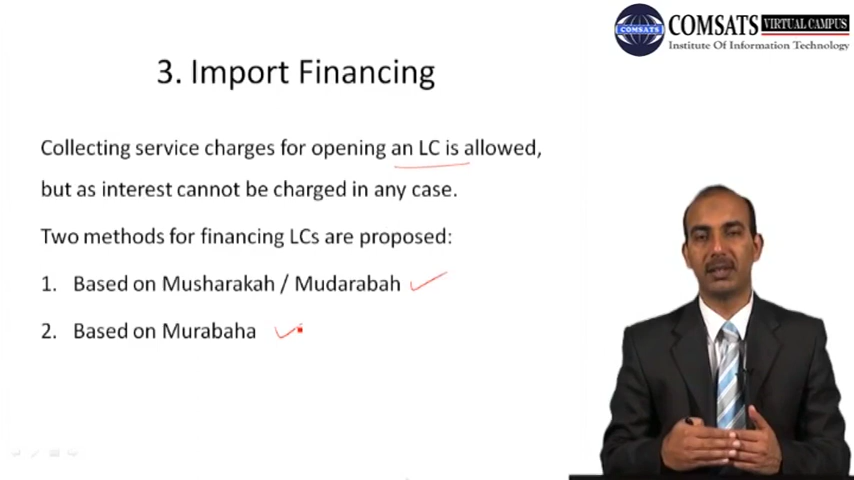 COMSATS VIRTUAL CAMPUS
Institute Of Information Technology
COMSATS
3. Import Financing
Collecting service charges for opening an LC is allowed,
but as interest cannot be charged in any case.
Two methods for financing LCs are proposed:
1. Based on Musharakah / Mudarabah
2. Based on Murabaha